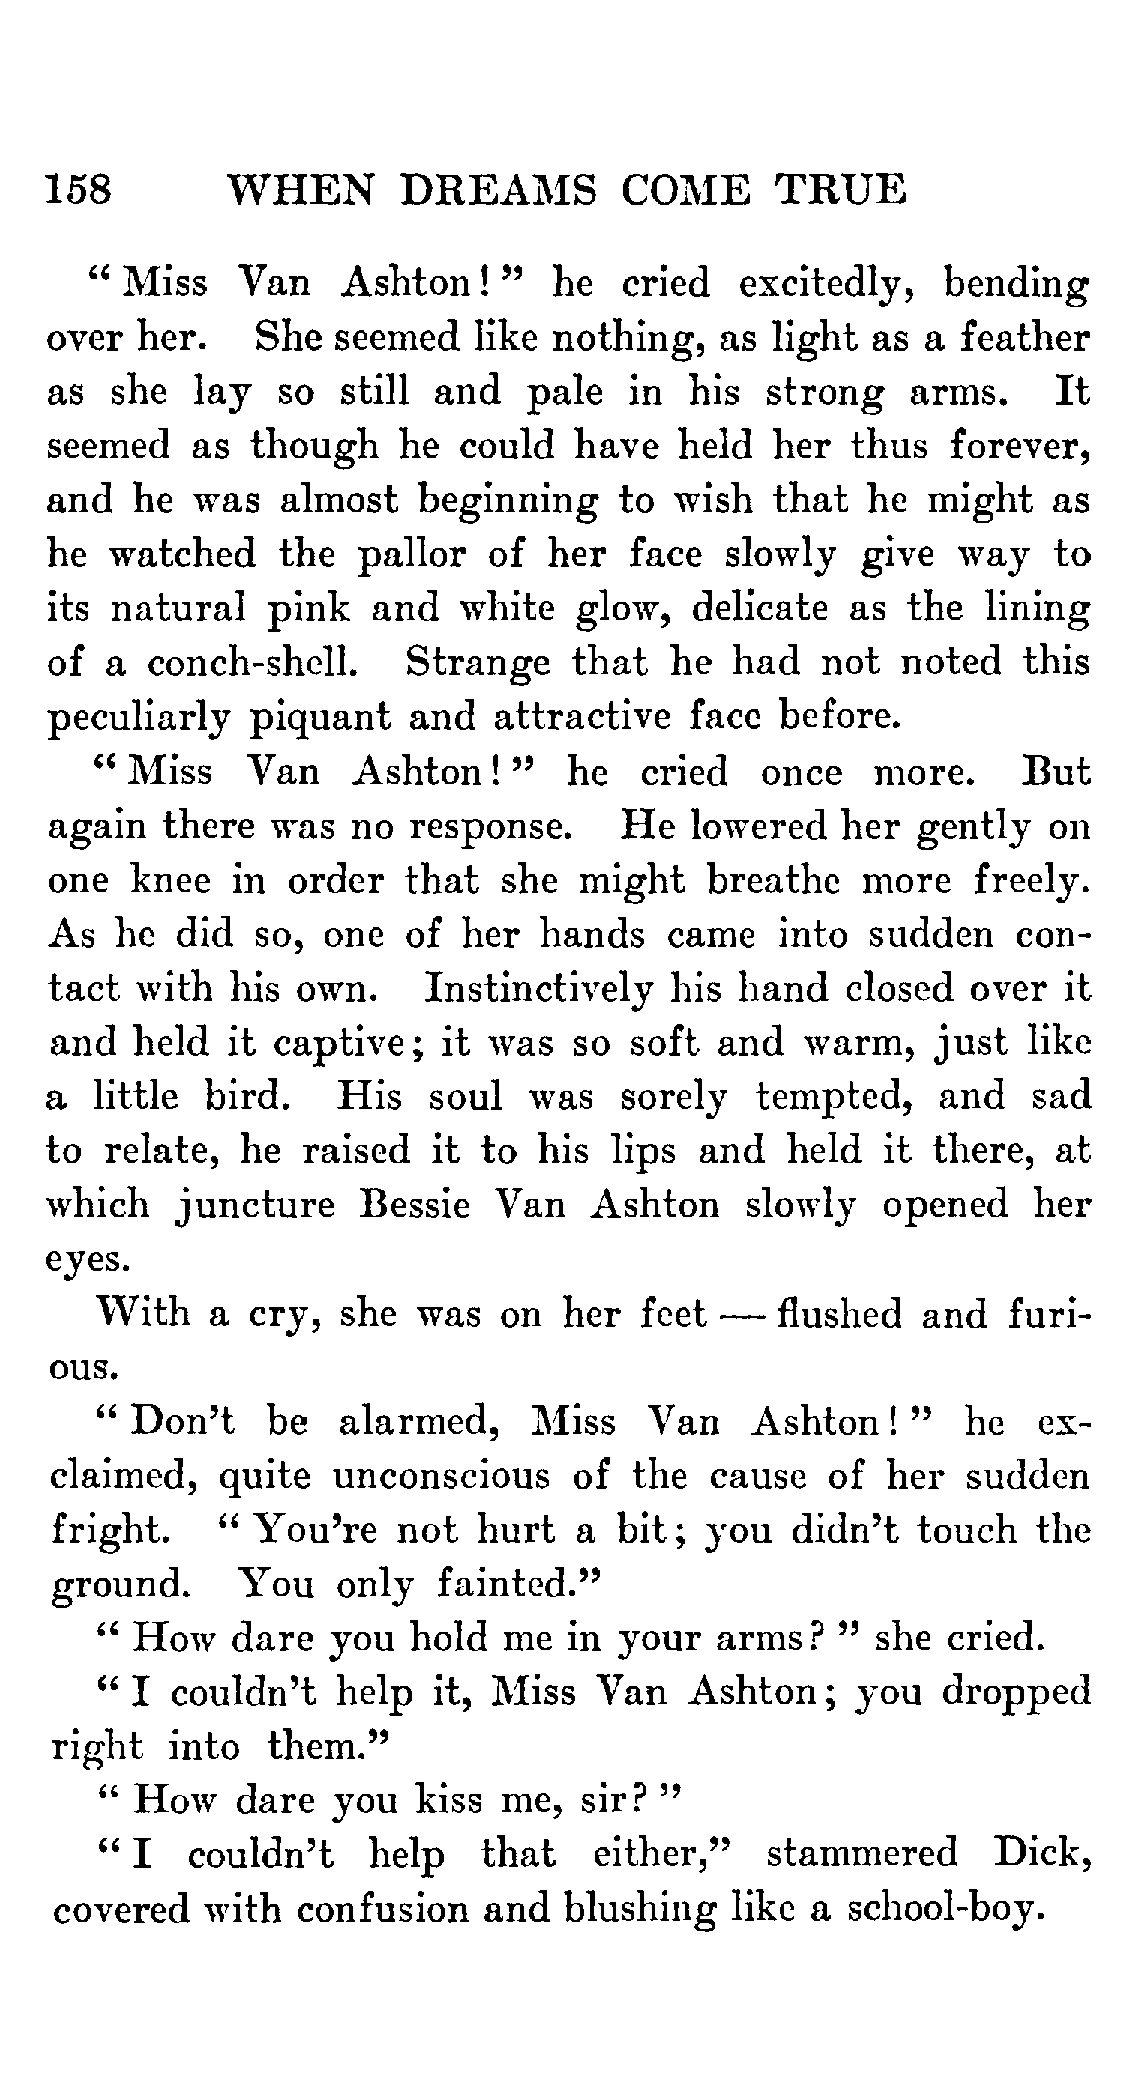 158 WHEN DREAMS COME TRUE
“ Miss Van Ashton! ” he cried excitedly, bending
over her. She seemed like nothing, as light as a feather
as she lay so still and pale in his strong arms. It
seemed as though he could have held her thus forever,
and he was almost beginning to wish that he might as
he watched the pallor of her face slowly give way to
its natural pink and white glow, delicate as the lining
of a conch-shell. Strange that he had not noted this
peculiarly piquant and attractive face before.
“ Miss Van Ashton! ” he cried once more. But
again there was no response. He lowered her gently on
one knee in order that she might breathe more freely.
As he did so, one of her hands came into sudden con-
tact with his own. Instinctively his hand closed over it
and held it captive; it was so soft and warm, just like
a little bird. His soul was sorely tempted, and sad
to relate, he raised it to his lips and held it there, at
which juncture Bessie Van Ashton slowly opened her
eyes.
With a cry, she was on her feet — flushed and furi-
ous.
“ Don’t be alarmed, Miss Van Ashton! ” he ex-
claimed, quite unconscious of the cause of her sudden
fright. “ You’re not hurt a bit; you didn’t touch the
ground. You only fainted.”
“ How dare you hold me in your arms? ” she cried.
“ I couldn’t help it, Miss Van Ashton; you dropped
right into them.”
“ How dare you kiss me, sir? ”
“ I couldn’t help that either,” stammered Dick,
covered with confusion and blushing like a school-boy.